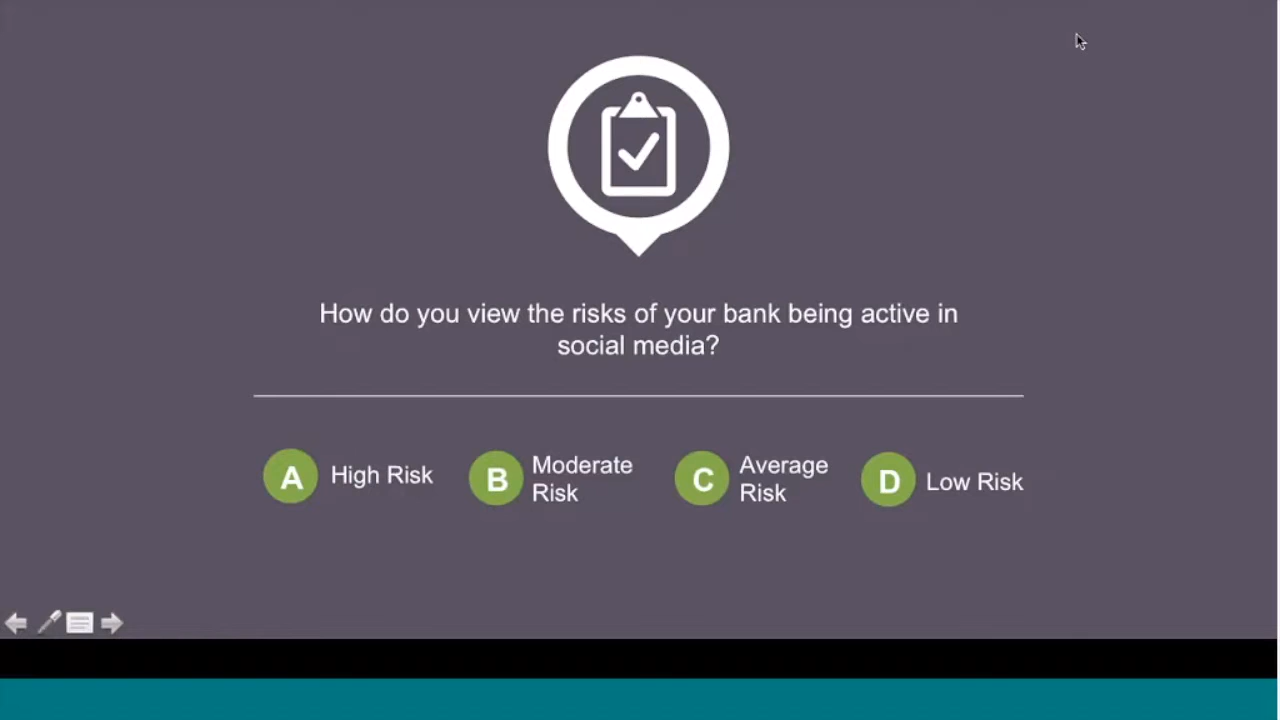 How do you view the risks of your bank being active in
social media?
A High Risk
B Moderate
Risk
C Average
Risk
D Low Risk